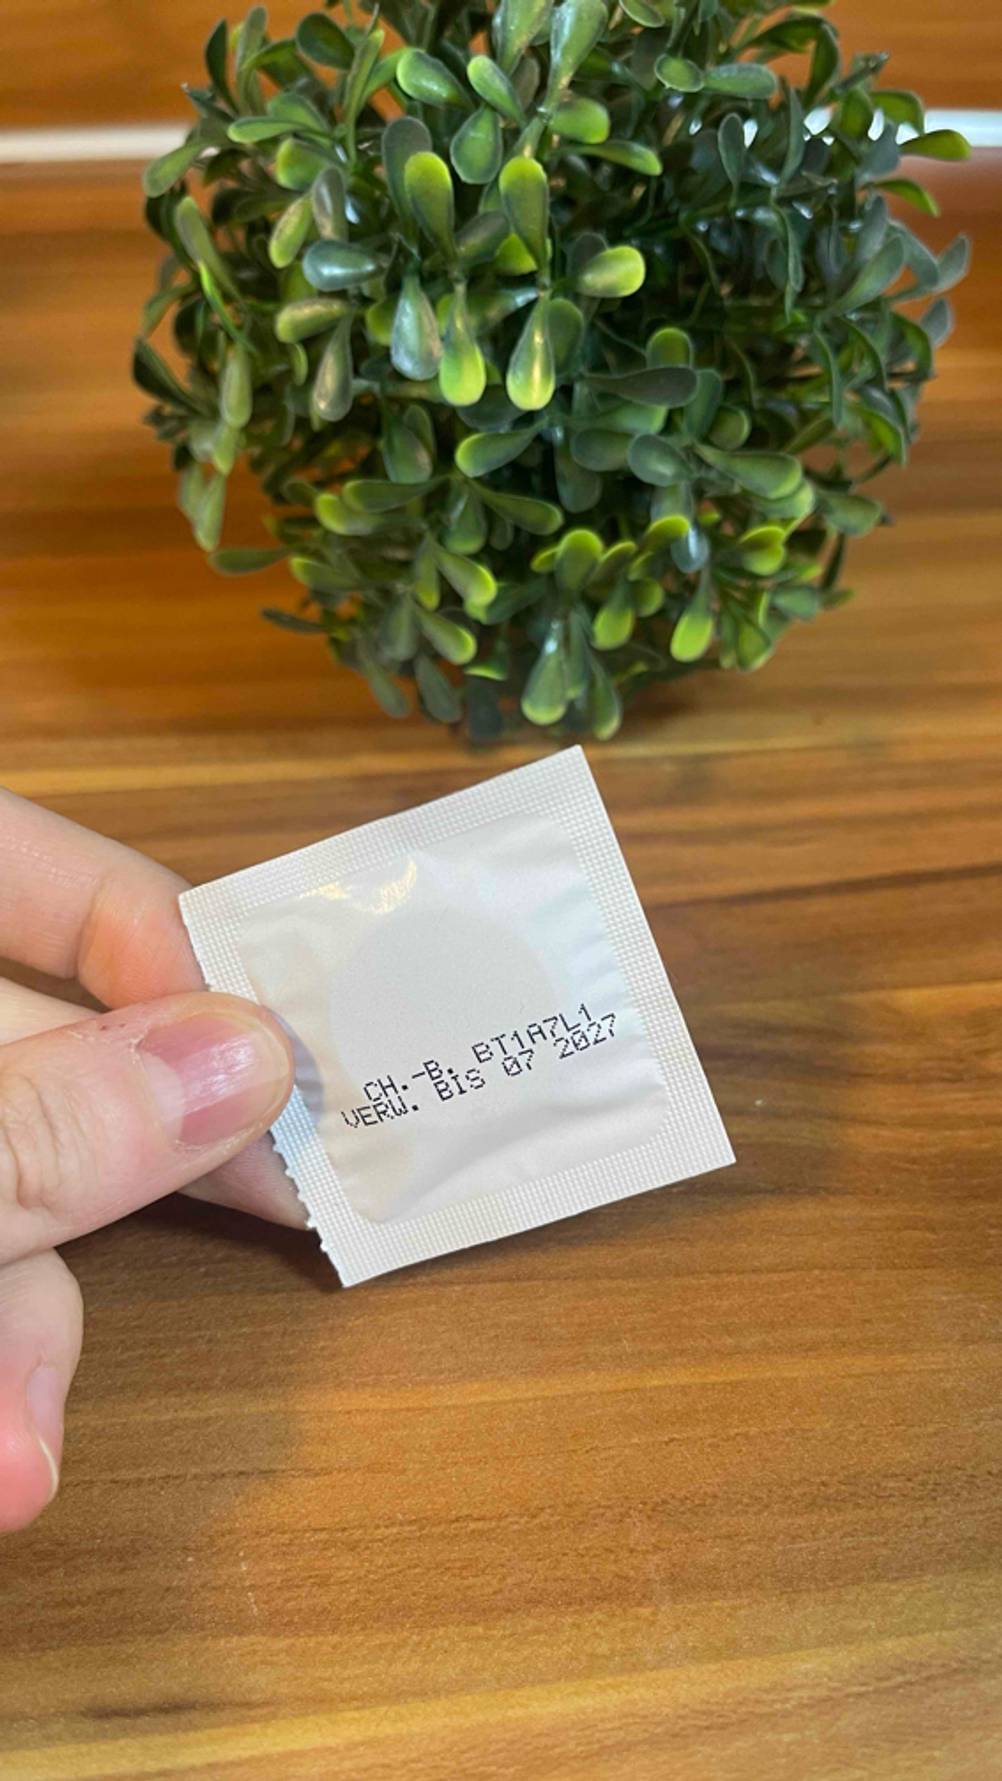 CH.-B. BT1A7L1
VERW. BIS 07 2027